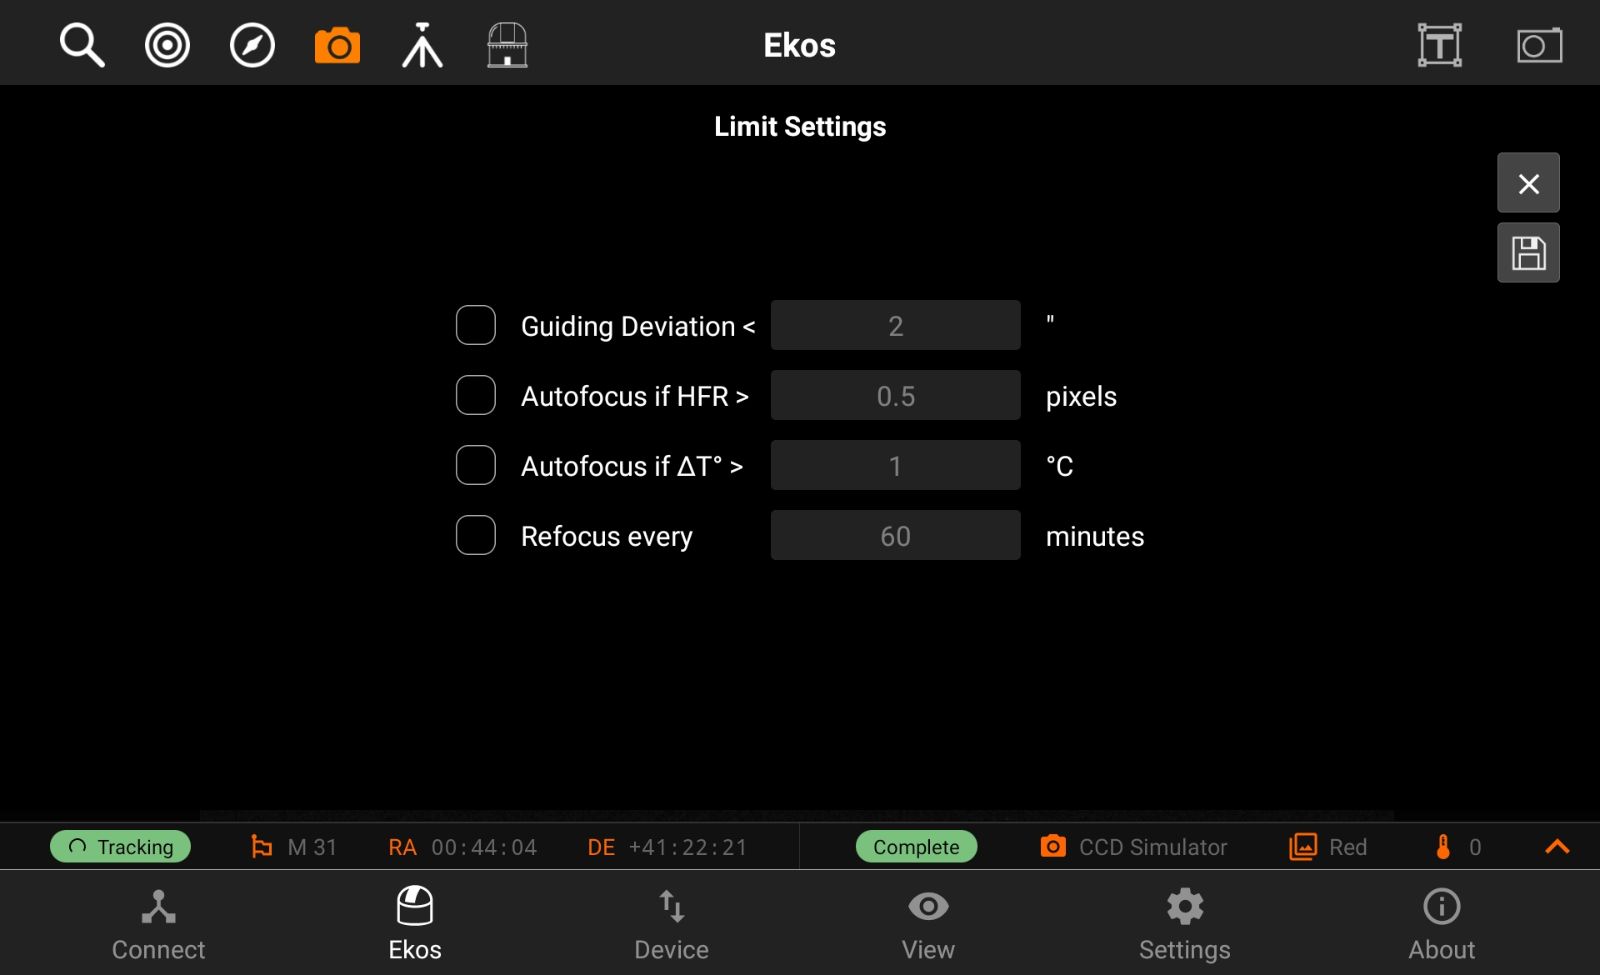 Ekos
Limit Settings
Guiding Deviation < 2 "
Autofocus if HFR > 0.5 pixels
Autofocus if ΔT° > 1 °C
Refocus every 60 minutes
Tracking M 31 RA 00:44:04 DE +41:22:21 Complete CCD Simulator Red 0
Connect Ekos Device View Settings About